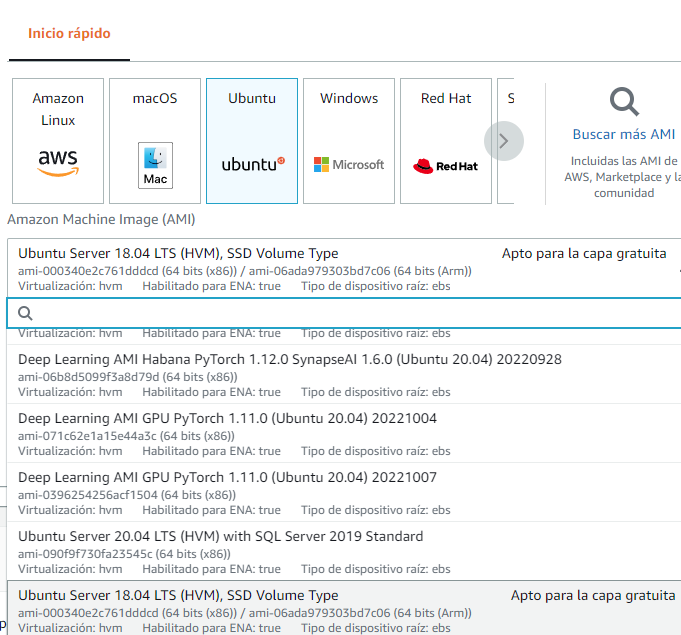 Inicio rápido
Amazon
Linux
aws
macOS
Mac
Ubuntu
ubuntu
Windows
Microsoft
Red Hat
Red Hat
S
Buscar más AMI
Incluidas las AMI de
AWS, Marketplace y la
comunidad
Amazon Machine Image (AMI)
Ubuntu Server 18.04 LTS (HVM), SSD Volume Type Apto para la capa gratuita
ami-000340e2c761dddcd (64 bits (x86)) / ami-06ada979303bd7c06 (64 bits (Arm))
Virtualización: hvm Habilitado para ENA: true Tipo de dispositivo raíz: ebs
Virtualización: hvm Habilitado para ENA: true Tipo de dispositivo raíz: ebs
Deep Learning AMI Habana PyTorch 1.12.0 SynapseAI 1.6.0 (Ubuntu 20.04) 20220928
ami-06b8d5099f3a8d79d (64 bits (x86))
Virtualización: hvm Habilitado para ENA: true Tipo de dispositivo raíz: ebs
Deep Learning AMI GPU PyTorch 1.11.0 (Ubuntu 20.04) 20221004
ami-071c62e1a15e44a3c (64 bits (x86))
Virtualización: hvm Habilitado para ENA: true Tipo de dispositivo raíz: ebs
Deep Learning AMI GPU PyTorch 1.11.0 (Ubuntu 20.04) 20221007
ami-0396254256acf1504 (64 bits (x86))
Virtualización: hvm Habilitado para ENA: true Tipo de dispositivo raíz: ebs
Ubuntu Server 20.04 LTS (HVM) with SQL Server 2019 Standard
ami-090f9f730fa23545c (64 bits (x86))
Virtualización: hvm Habilitado para ENA: true Tipo de dispositivo raíz: ebs
Ubuntu Server 18.04 LTS (HVM), SSD Volume Type Apto para la capa gratuita
ami-000340e2c761dddcd (64 bits (x86)) / ami-06ada979303bd7c06 (64 bits (Arm))
Virtualización: hvm Habilitado para ENA: true Tipo de dispositivo raíz: ebs